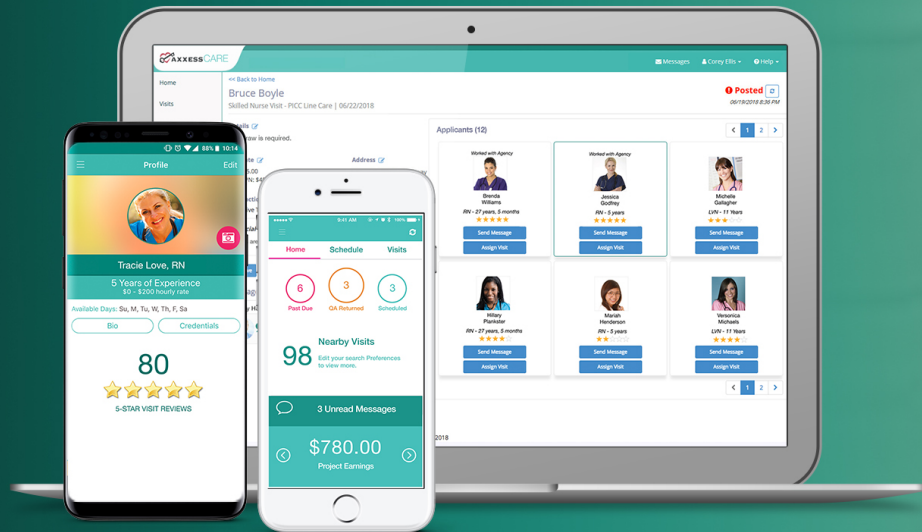 AXXESSCARE
Messages
Corey Ellis
Help
Home
Visits
<< Back to Home
Bruce Boyle
Skilled Nurse Visit - PICC Line Care | 06/22/2018
Posted
06/19/2018 8:36 PM
is required.
Address
Applicants (12)
1 2
Worked with Agency
Brenda
Williams
RN - 27 years, 5 months
Send Message
Assign Visit
Worked with Agency
Jessica
Godfrey
RN - 5 years
Send Message
Assign Visit
Michelle
Gallagher
LVN - 11 Years
Send Message
Assign Visit
Hillary
Plankster
RN - 27 years, 5 months
Send Message
Assign Visit
Mariah
Henderson
RN - 5 years
Send Message
Assign Visit
Versonica
Michaels
LVN - 11 Years
Send Message
Assign Visit
1 2
2018
88% 10:14
Profile
Edit
Tracie Love, RN
5 Years of Experience
$0 - $200 hourly rate
Available Days: Su, M, Tu, W, Th, F, Sa
Bio
Credentials
80
5-STAR VISIT REVIEWS
9:41 AM
100%
Home
Schedule
Visits
6
Past Due
3
QA Returned
3
Scheduled
98
Nearby Visits
Edit your search Preferences
to view more.
3 Unread Messages
$780.00
Project Earnings